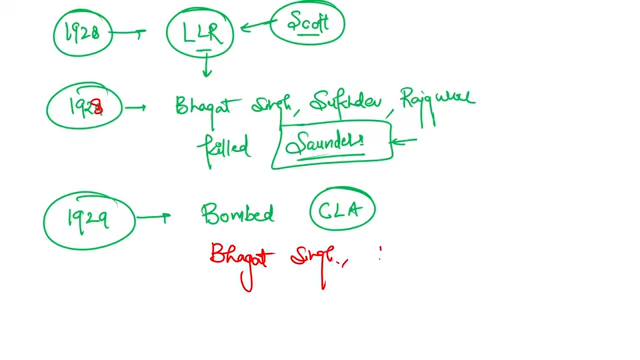 1928 → LLR ← Scott
1928 → Bhagat Singh, Sukhdev, Rajguru
killed Saunders ←
1929 → Bombed CLA
Bhagat Singh,